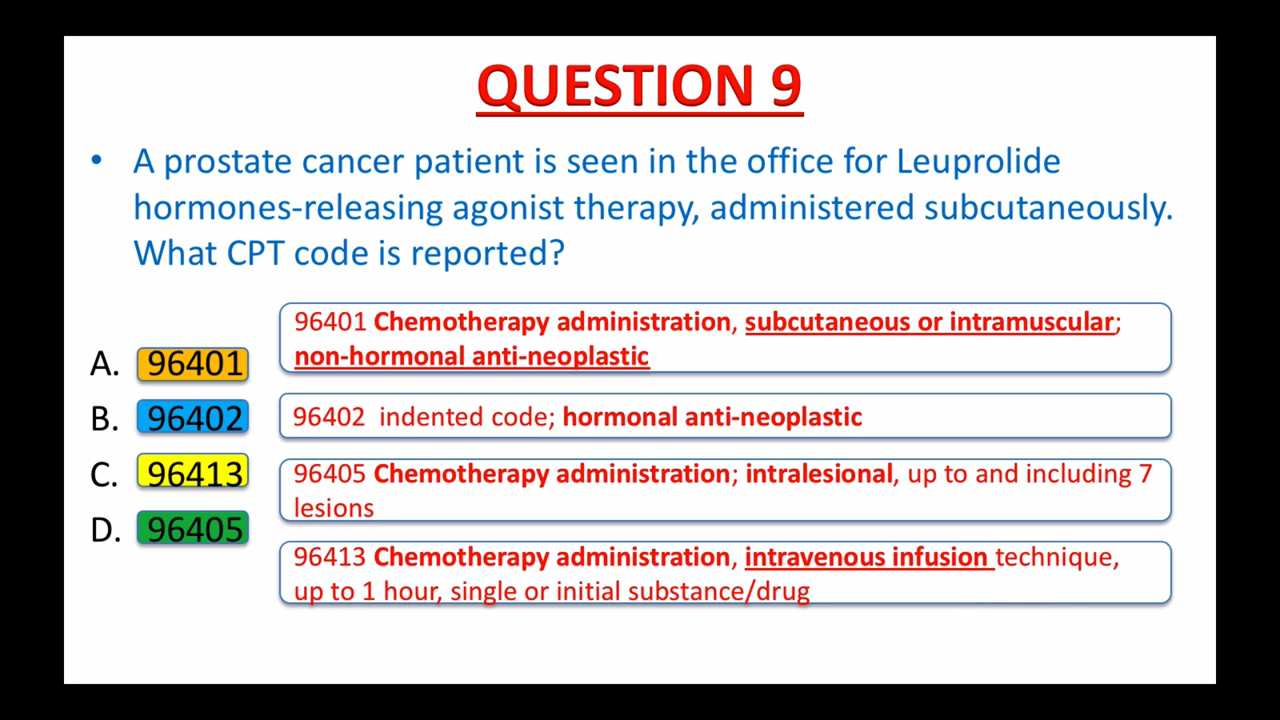 QUESTION 9
• A prostate cancer patient is seen in the office for Leuprolide
hormones-releasing agonist therapy, administered subcutaneously.
What CPT code is reported?
A. 96401
B. 96402
C. 96413
D. 96405
96401 Chemotherapy administration, subcutaneous or intramuscular;
non-hormonal anti-neoplastic
96402 indented code; hormonal anti-neoplastic
96405 Chemotherapy administration; intralesional, up to and including 7
lesions
96413 Chemotherapy administration, intravenous infusion technique,
up to 1 hour, single or initial substance/drug